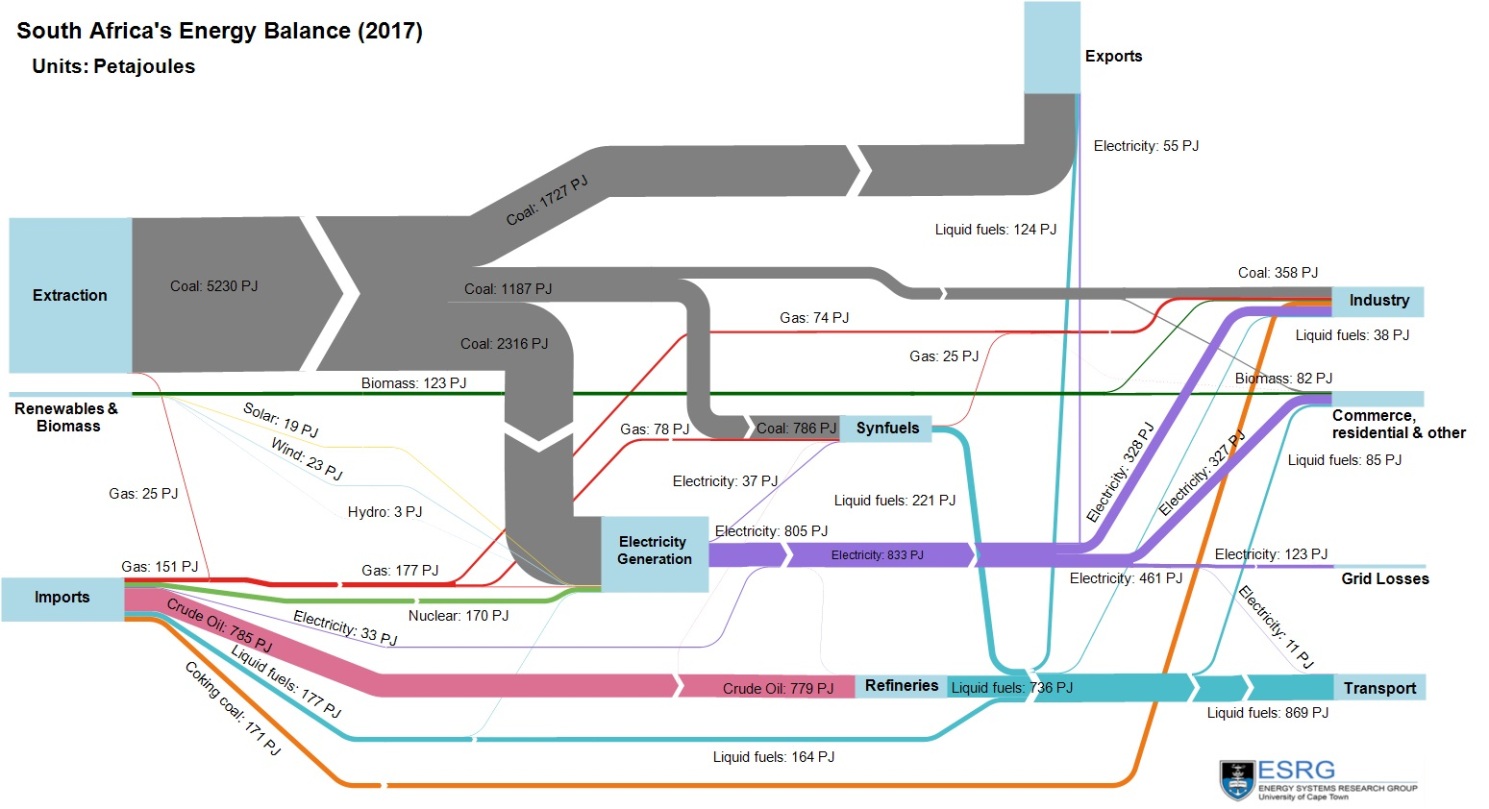 South Africa's Energy Balance (2017)
Units: Petajoules
Exports
Electricity: 55 PJ
Coal: 1727 PJ
Liquid fuels: 124 PJ
Coal: 5230 PJ
Extraction
Coal: 1187 PJ
Coal: 358 PJ
Industry
Gas: 74 PJ
Liquid fuels: 38 PJ
Coal: 2316 PJ
Gas: 25 PJ
Biomass: 123 PJ
Biomass: 82 PJ
Renewables &
Biomass
Solar: 19 PJ
Wind: 23 PJ
Hydro: 3 PJ
Gas: 78 PJ
Coal: 786 PJ
Synfuels
Commerce,
residential & other
Electricity: 328 PJ
Electricity: 327 PJ
Liquid fuels: 85 PJ
Gas: 25 PJ
Electricity: 37 PJ
Liquid fuels: 221 PJ
Electricity
Generation
Electricity: 805 PJ
Electricity: 833 PJ
Electricity: 123 PJ
Gas: 151 PJ
Gas: 177 PJ
Electricity: 461 PJ
Grid Losses
Imports
Nuclear: 170 PJ
Electricity: 33 PJ
Electricity: 11 PJ
Crude Oil: 785 PJ
Liquid fuels: 177 PJ
Coking coal: 171 PJ
Crude Oil: 779 PJ
Refineries
Liquid fuels: 736 PJ
Transport
Liquid fuels: 869 PJ
Liquid fuels: 164 PJ
ESRG
ENERGY SYSTEMS RESEARCH GROUP
University of Cape Town